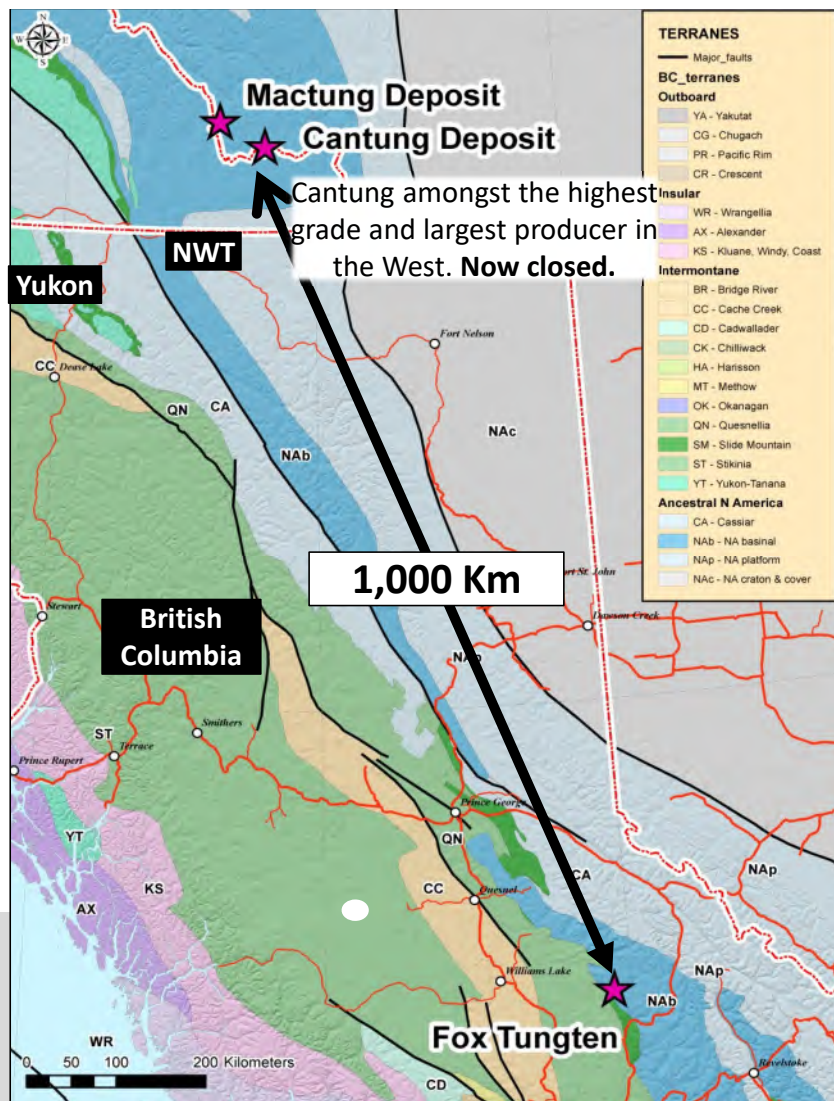 N
W E
S
Mactung Deposit
Cantung Deposit
Cantung amongst the highest
grade and largest producer in
the West. Now closed.
NWT
Yukon
Fort Nelson
CC
Dease Lake
QN
CA
NAb
NAc
1,000 Km
Fort St. John
Dawson Creek
Stewart
British
Columbia
NAb
Smithers
ST
Terrace
Prince Rupert
Prince George
YT
QN
CA
NAp
KS
CC
Quesnel
AX
Williams Lake
NAp
NAb
Fox Tungten
WR
Revelstoke
0 50 100 200 Kilometers
CD
TERRANES
Major_faults
BC_terranes
Outboard
YA - Yakutat
CG - Chugach
PR - Pacific Rim
CR - Crescent
Insular
WR - Wrangellia
AX - Alexander
KS - Kluane, Windy, Coast
Intermontane
BR - Bridge River
CC - Cache Creek
CD - Cadwallader
CK - Chilliwack
HA - Harisson
MT - Methow
OK - Okanagan
QN - Quesnellia
SM - Slide Mountain
ST - Stikinia
YT - Yukon-Tanana
Ancestral N America
CA - Cassiar
NAb - NA basinal
NAp - NA platform
NAc - NA craton & cover